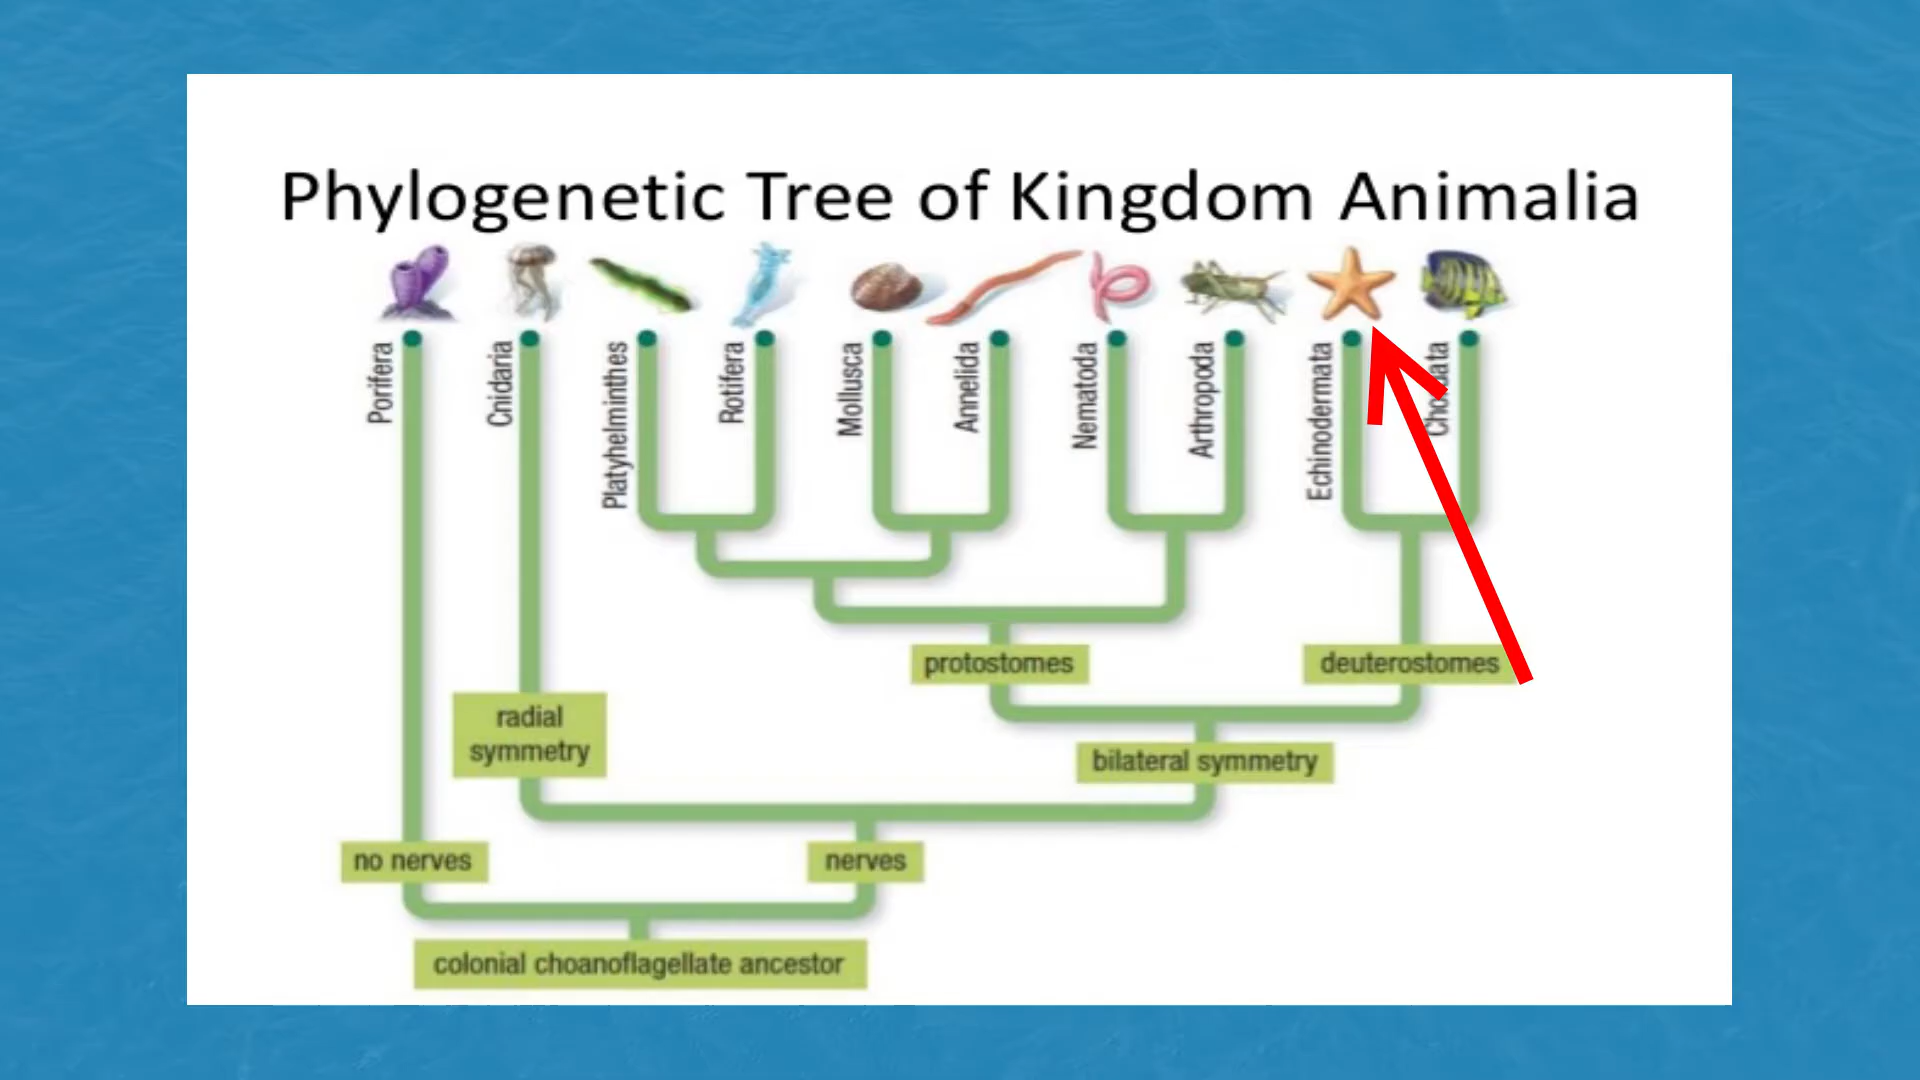 Phylogenetic Tree of Kingdom Animalia
Porifera
Cnidaria
Platyhelminthes
Rotifera
Mollusca
Annelida
Nematoda
Arthropoda
Echinodermata
Chordata
protostomes
deuterostomes
radial
symmetry
bilateral symmetry
no nerves
nerves
colonial choanoflagellate ancestor